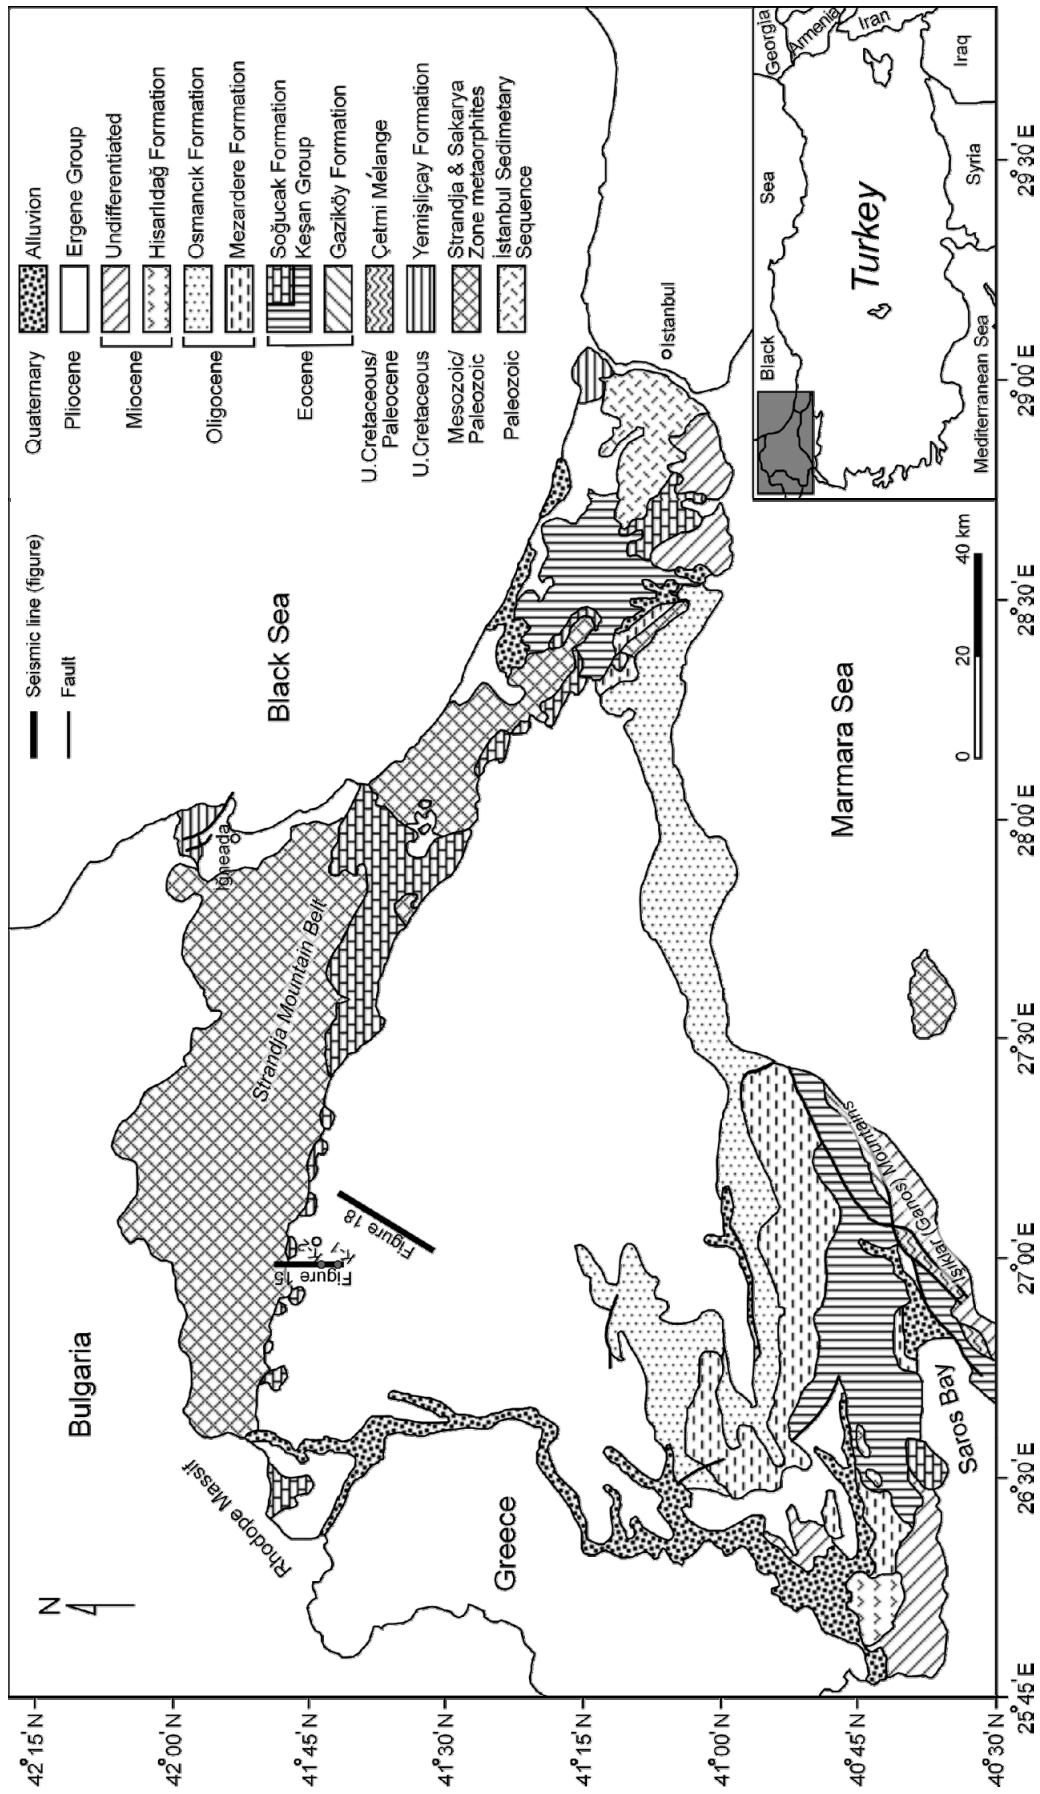 Bulgaria
Rhodope Massif
Greece
N
Black Sea
Marmara Sea
Saros Bay
Strandja Mountain Belt
Işıklar (Ganos) Mountains
İğneada
İstanbul
Figure 15
K-2
K-1
Figure 18
Seismic line (figure)
Fault
Quaternary
Alluvion
Pliocene
Ergene Group
Miocene
Undifferentiated
Hisarlıdağ Formation
Oligocene
Osmancık Formation
Mezzardere Formation
Eocene
Soğucak Formation
Keşan Group
Gaziköy Formation
U.Cretaceous/
Paleocene
Çetmi Mélange
U.Cretaceous
Yemişliçay Formation
Mesozoic/
Paleozoic
Strandja & Sakarya
Zone metaorphites
Paleozoic
İstanbul Sedimetary
Sequence
0 20 40 km
Black Sea
Georgia
Armenia
Iran
Turkey
Iraq
Syria
Mediterranean Sea
42°15'N
42°00'N
41°45'N
41°30'N
41°15'N
41°00'N
40°45'N
40°30'N
25°45'E
26°30'E
27°00'E
27°30'E
28°00'E
28°30'E
29°00'E
29°30'E